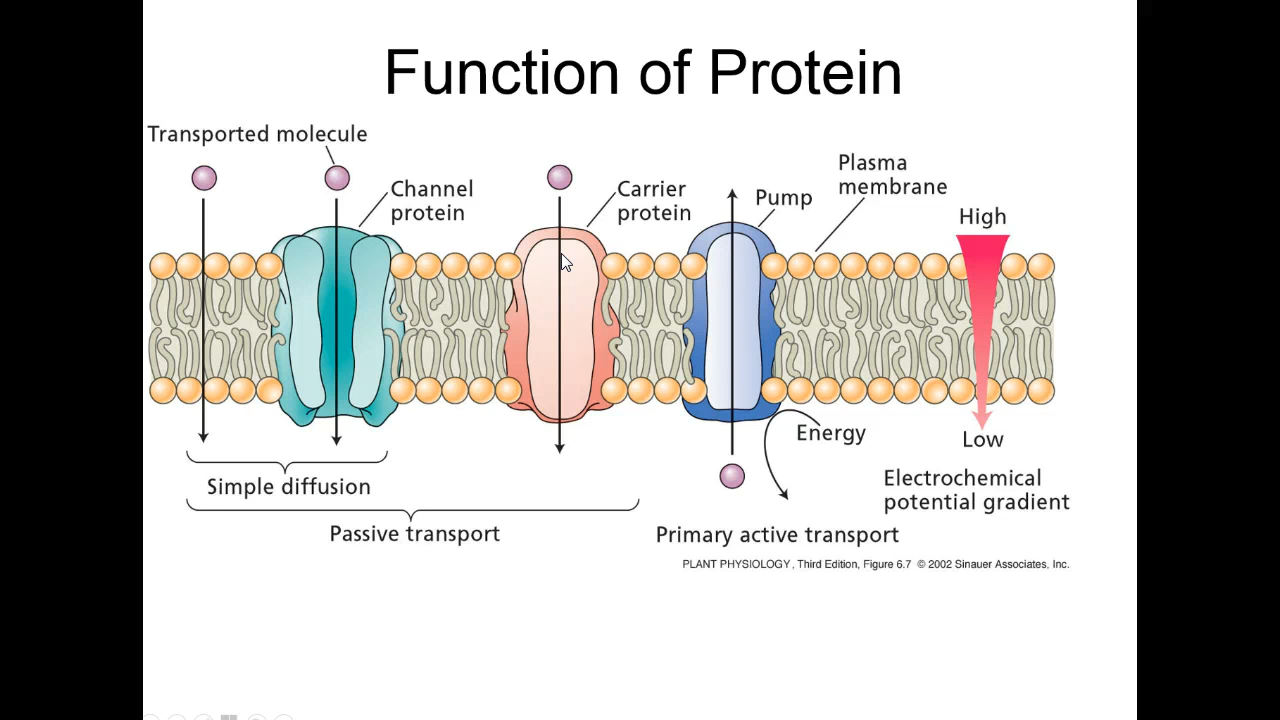 Function of Protein
Transported molecule
Channel
protein
Carrier
protein
Pump
Plasma
membrane
High
Low
Energy
Electrochemical
potential gradient
Simple diffusion
Passive transport
Primary active transport
PLANT PHYSIOLOGY, Third Edition, Figure 6.7 © 2002 Sinauer Associates, Inc.